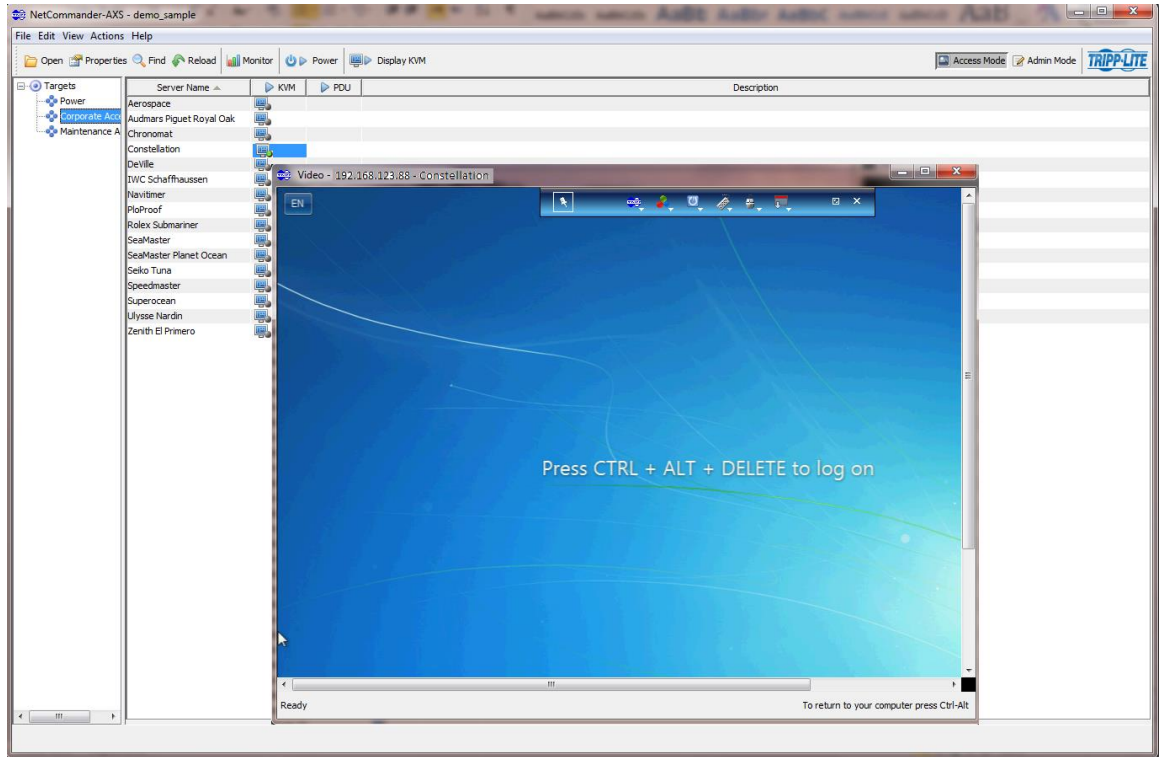 NetCommander-AXS - demo_sample
File Edit View Actions Help
Open Properties Find Reload Monitor Power Display KVM Access Mode Admin Mode TRIPP·LITE
Targets
Power
Corporate Acc
Maintenance A
Server Name KVM PDU Description
Aerospace
Audmars Piguet Royal Oak
Chronomat
Constellation
DeVille
IWC Schaffhaussen
Navitimer
PloProof
Rolex Submariner
SeaMaster
SeaMaster Planet Ocean
Seiko Tuna
Speedmaster
Superocean
Ulysse Nardin
Zenith El Primero
Video - 192.168.123.88 - Constellation
EN
Press CTRL + ALT + DELETE to log on
Ready To return to your computer press Ctrl-Alt